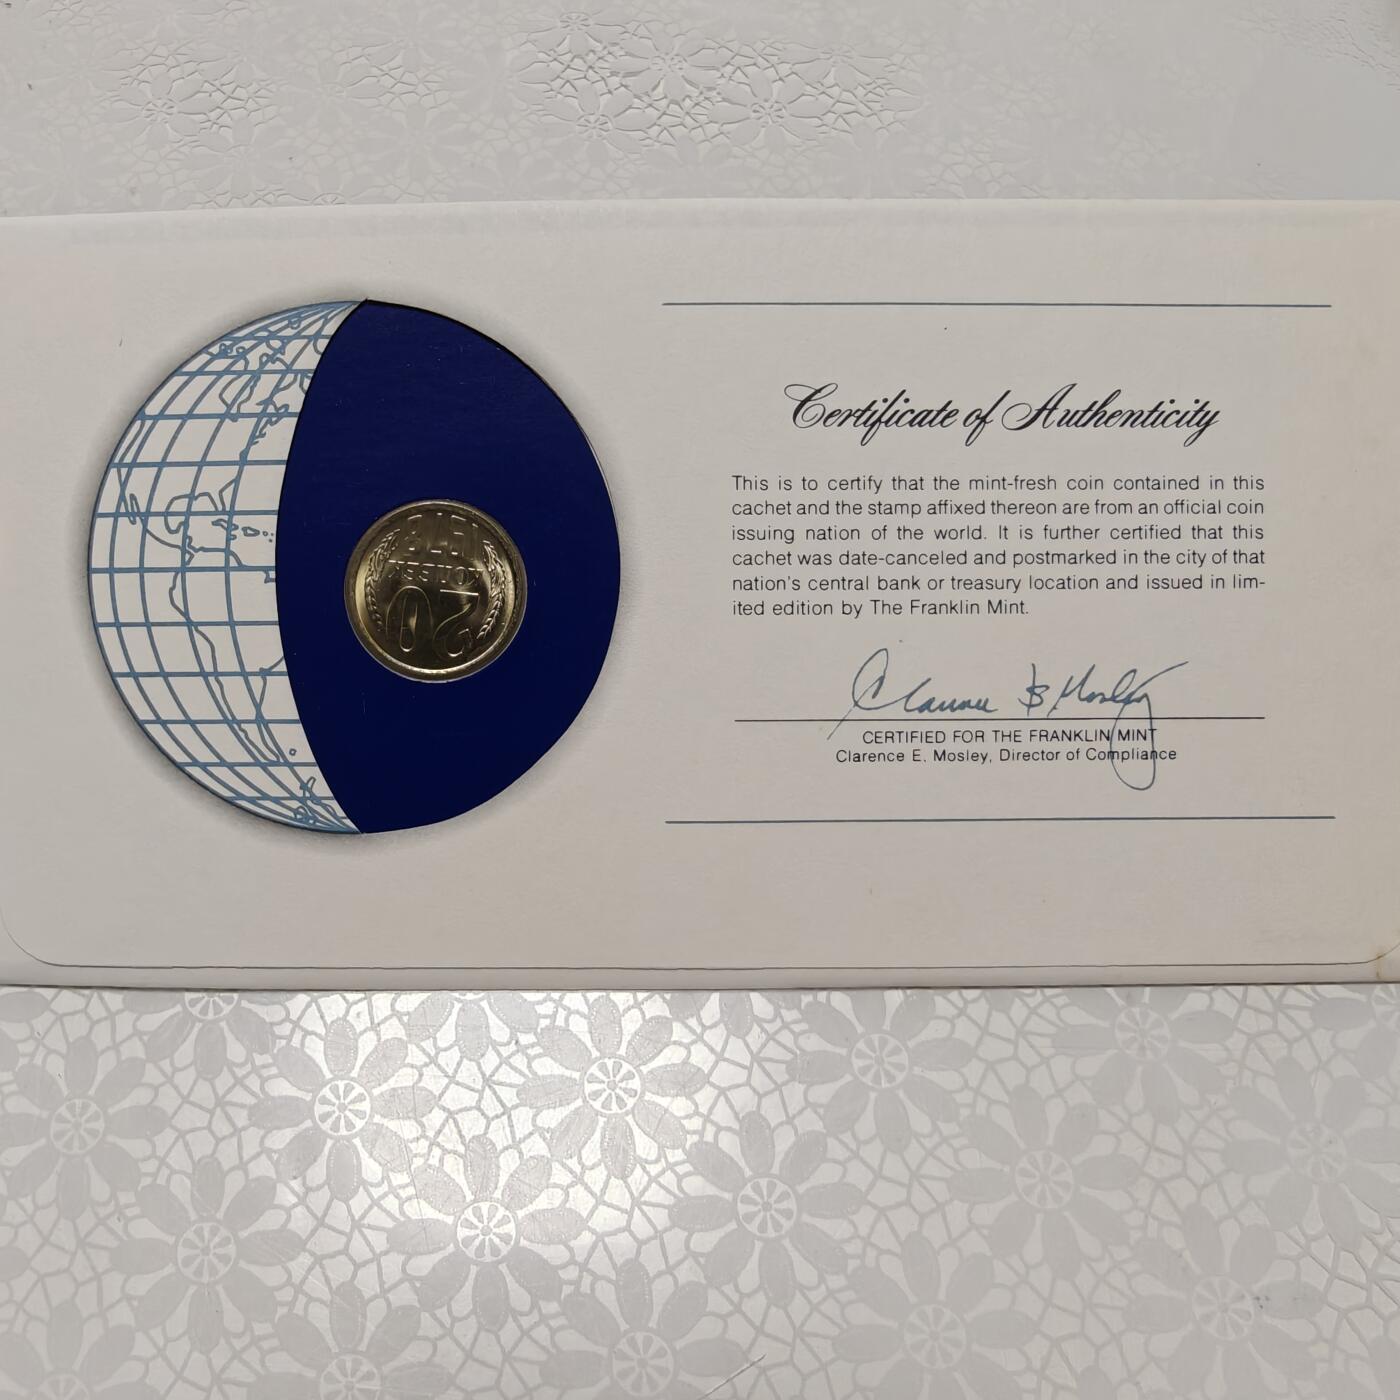 20
КОПЕЕК
Certificate of Authenticity
This is to certify that the mint-fresh coin contained in this
cachet and the stamp affixed thereon are from an official coin
issuing nation of the world. It is further certified that this
cachet was date-canceled and postmarked in the city of that
nation's central bank or treasury location and issued in lim-
ited edition by The Franklin Mint.
CERTIFIED FOR THE FRANKLIN MINT
Clarence E. Mosley, Director of Compliance